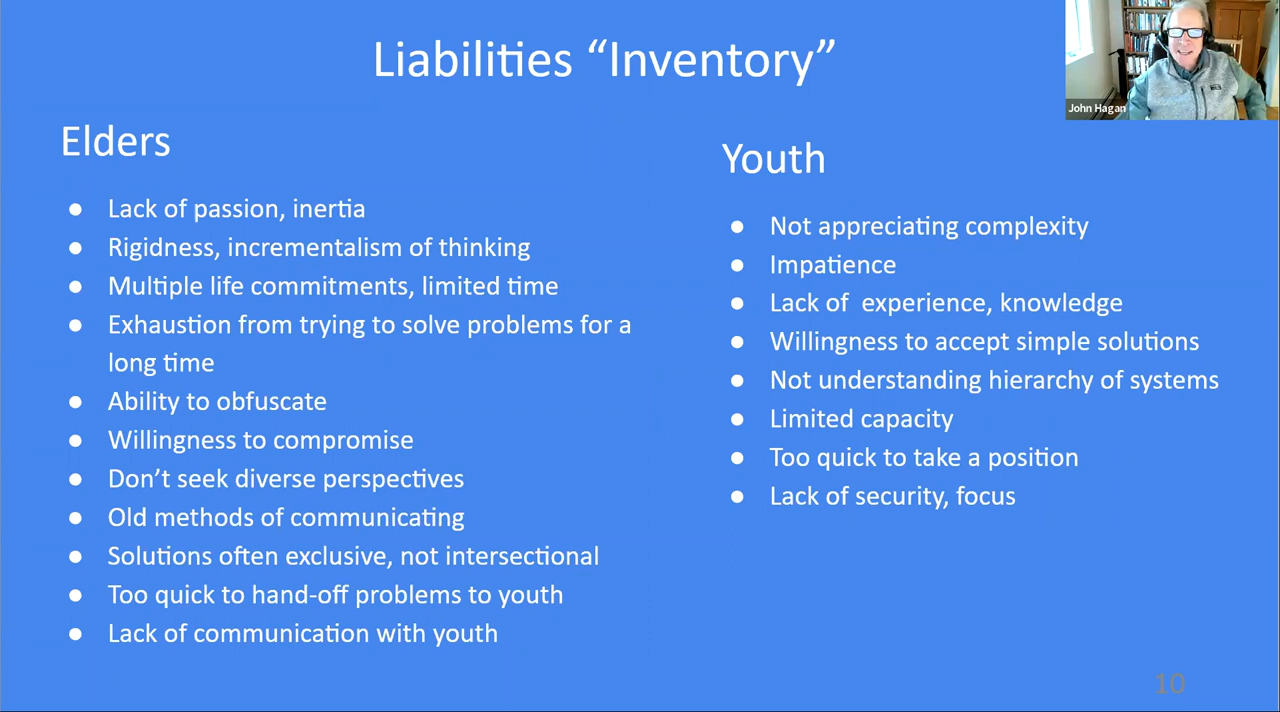 Liabilities “Inventory”
John Hagan
Elders
● Lack of passion, inertia
● Rigidness, incrementalism of thinking
● Multiple life commitments, limited time
● Exhaustion from trying to solve problems for a
long time
● Ability to obfuscate
● Willingness to compromise
● Don’t seek diverse perspectives
● Old methods of communicating
● Solutions often exclusive, not intersectional
● Too quick to hand-off problems to youth
● Lack of communication with youth
Youth
● Not appreciating complexity
● Impatience
● Lack of  experience, knowledge
● Willingness to accept simple solutions
● Not understanding hierarchy of systems
● Limited capacity
● Too quick to take a position
● Lack of security, focus
10